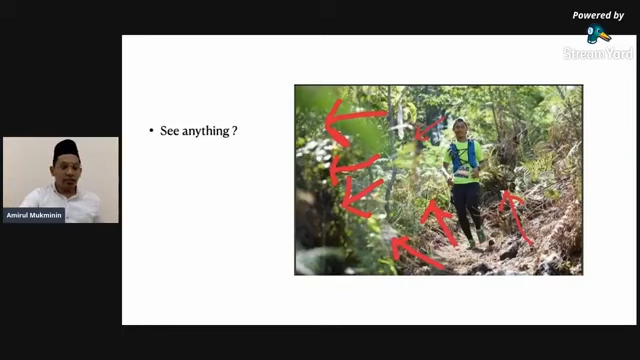 Powered by
StreamYard
• See anything ?
Amirul Mukminin